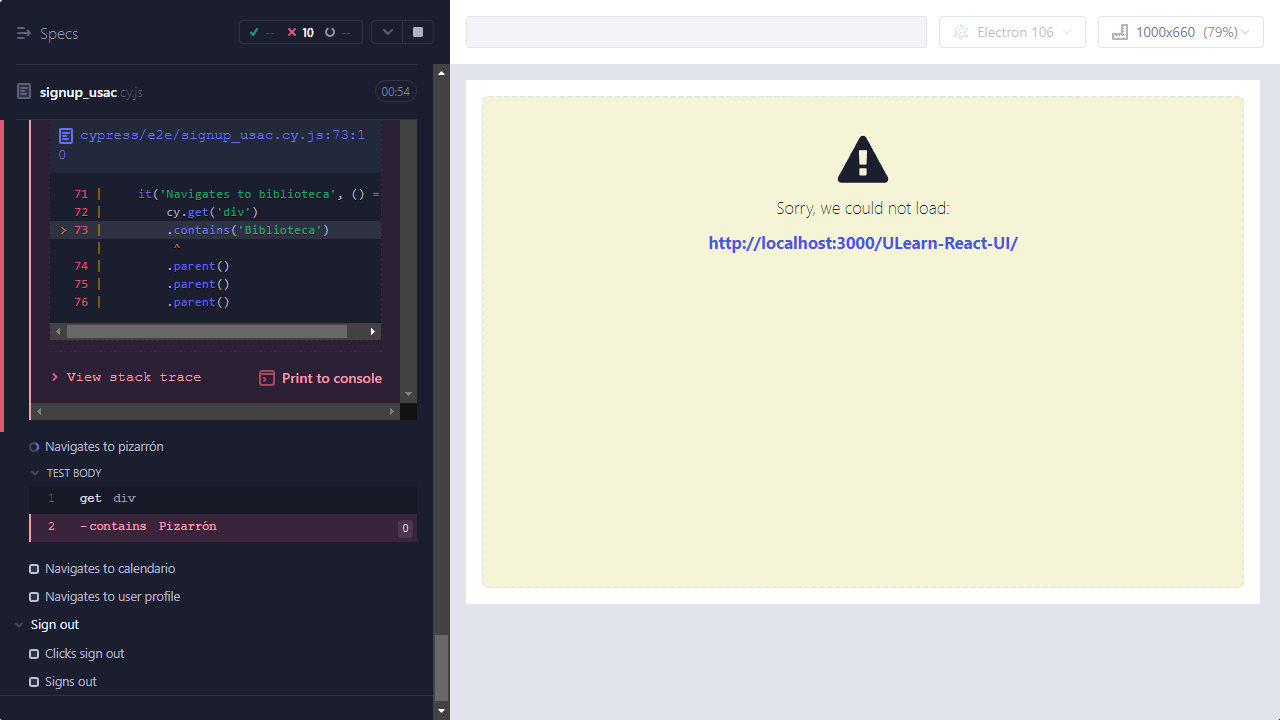 Specs
-- 10 --
signup_usac.cy.js
00:54
cypress/e2e/signup_usac.cy.js:73:1
0
71 | it('Navigates to biblioteca', () =
72 | cy.get('div')
> 73 | .contains('Biblioteca')
| ^
74 | .parent()
75 | .parent()
76 | .parent()
View stack trace
Print to console
Navigates to pizarrón
TEST BODY
1 get div
2 -contains Pizarrón 0
Navigates to calendario
Navigates to user profile
Sign out
Clicks sign out
Signs out
Electron 106
1000x660 (79%)
Sorry, we could not load:
http://localhost:3000/ULearn-React-UI/